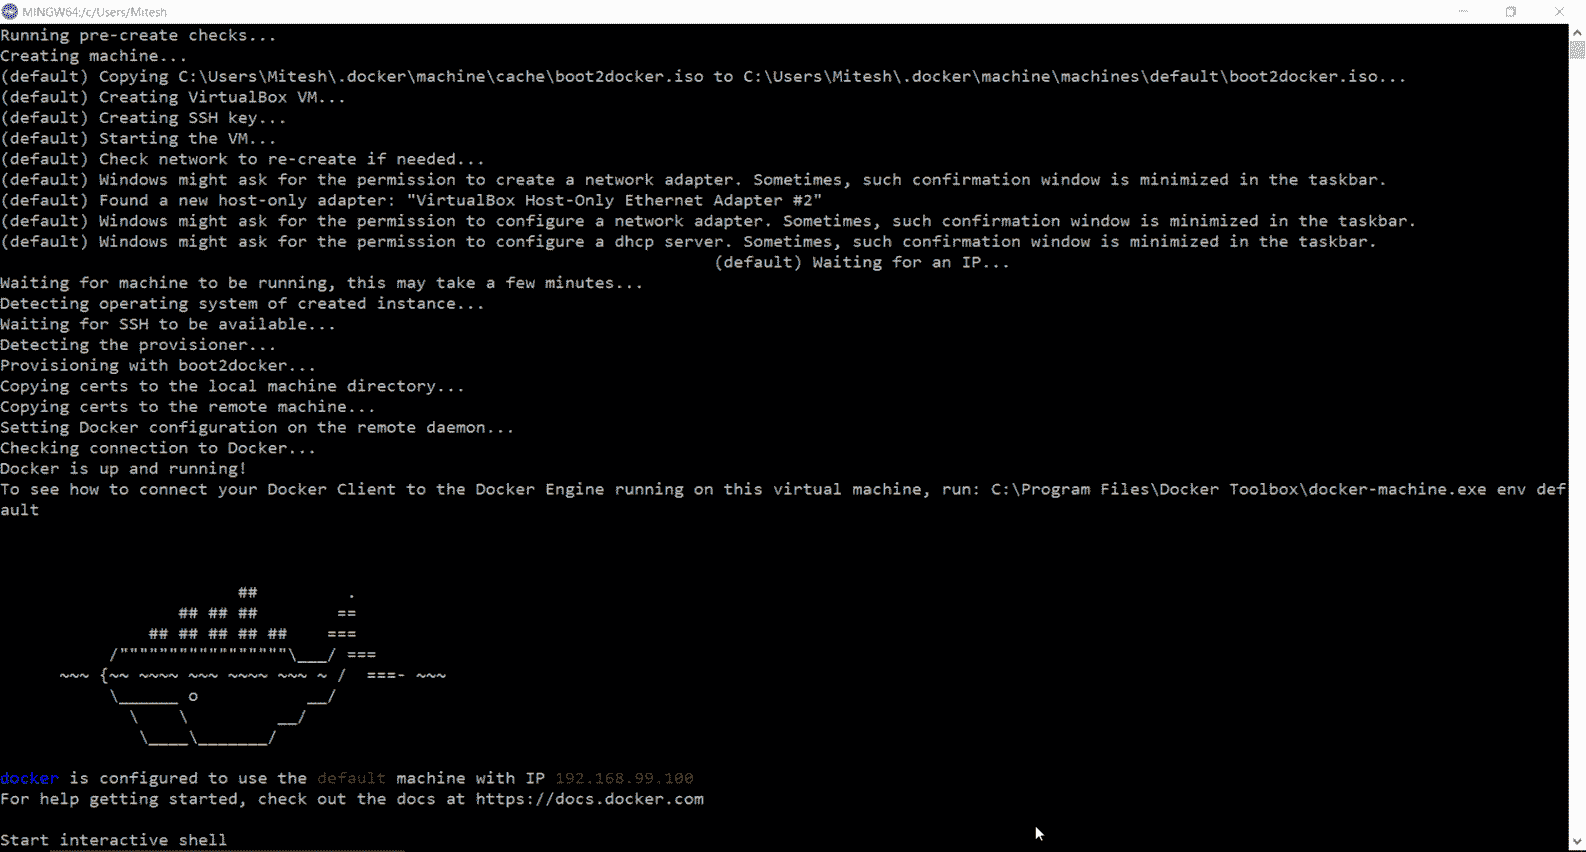 MINGW64:/c/Users/Mitesh
Running pre-create checks...
Creating machine...
(default) Copying C:\Users\Mitesh\.docker\machine\cache\boot2docker.iso to C:\Users\Mitesh\.docker\machine\machines\default\boot2docker.iso...
(default) Creating VirtualBox VM...
(default) Creating SSH key...
(default) Starting the VM...
(default) Check network to re-create if needed...
(default) Windows might ask for the permission to create a network adapter. Sometimes, such confirmation window is minimized in the taskbar.
(default) Found a new host-only adapter: "VirtualBox Host-Only Ethernet Adapter #2"
(default) Windows might ask for the permission to configure a network adapter. Sometimes, such confirmation window is minimized in the taskbar.
(default) Windows might ask for the permission to configure a dhcp server. Sometimes, such confirmation window is minimized in the taskbar.
(default) Waiting for an IP...
Waiting for machine to be running, this may take a few minutes...
Detecting operating system of created instance...
Waiting for SSH to be available...
Detecting the provisioner...
Provisioning with boot2docker...
Copying certs to the local machine directory...
Copying certs to the remote machine...
Setting Docker configuration on the remote daemon...
Checking connection to Docker...
Docker is up and running!
To see how to connect your Docker Client to the Docker Engine running on this virtual machine, run: C:\Program Files\Docker Toolbox\docker-machine.exe env def
ault
                        ##         .
                  ## ## ##        ==
               ## ## ## ## ##    ===
           /"""""""""""""""""\___/ ===
      ~~~ {~~ ~~~~ ~~~ ~~~~ ~~~ ~ /  ===- ~~~
           \______ o           __/
             \    \         __/
              \____\_______/
docker is configured to use the default machine with IP 192.168.99.100
For help getting started, check out the docs at https://docs.docker.com
Start interactive shell